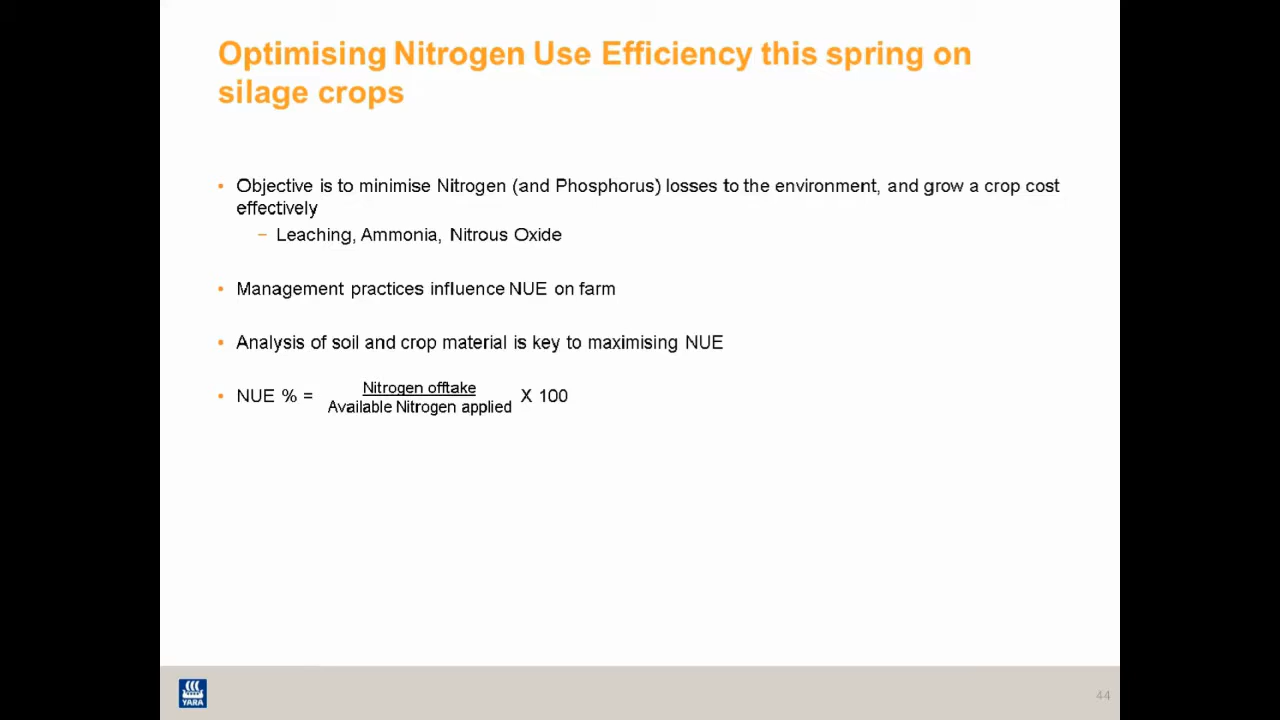 Optimising Nitrogen Use Efficiency this spring on
silage crops
• Objective is to minimise Nitrogen (and Phosphorus) losses to the environment, and grow a crop cost
effectively
– Leaching, Ammonia, Nitrous Oxide
• Management practices influence NUE on farm
• Analysis of soil and crop material is key to maximising NUE
• NUE % = Nitrogen offtake X 100
Available Nitrogen applied
YARA
44